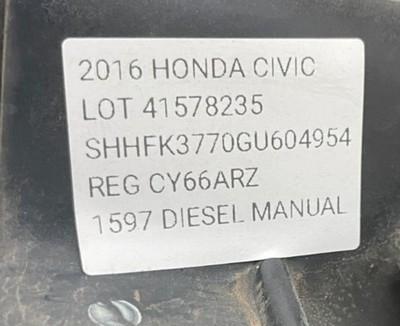 2016 HONDA CIVIC
LOT 41578235
SHHFK3770GU604954
REG CY66ARZ
1597 DIESEL MANUAL